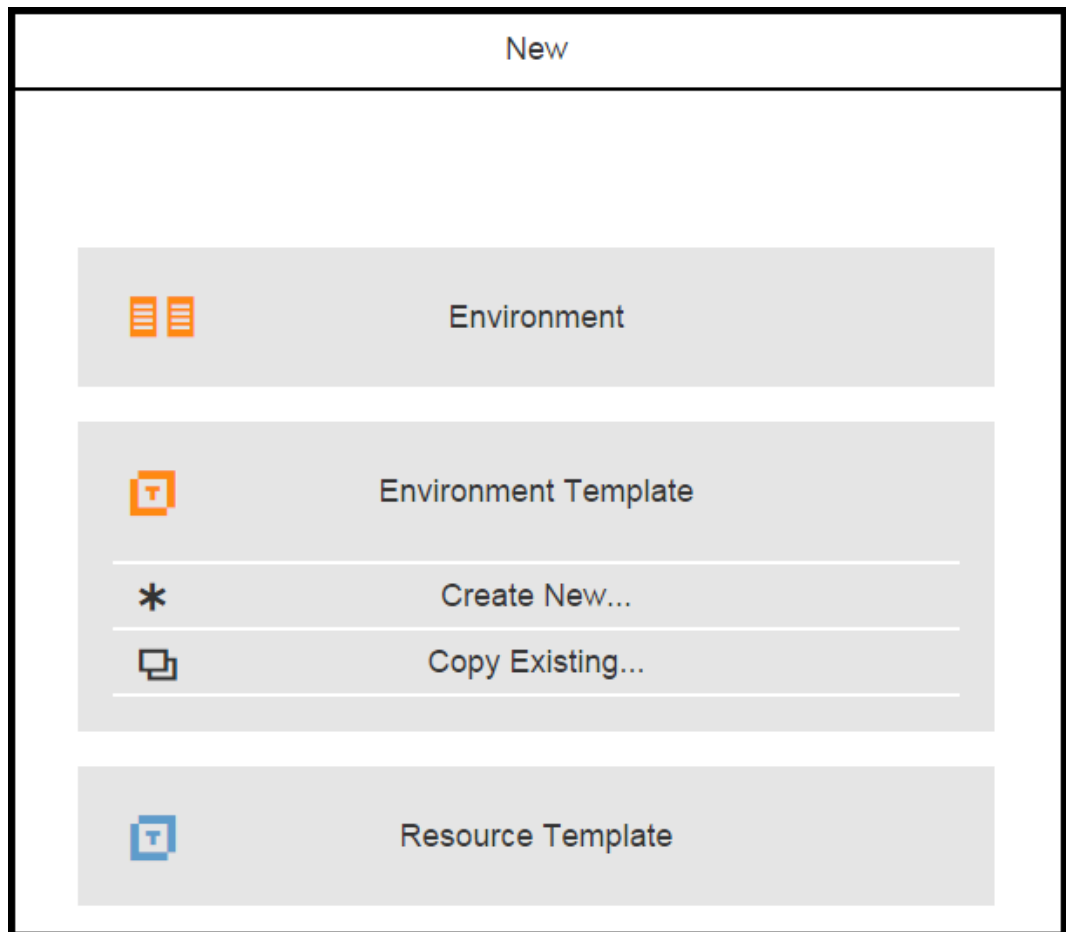 New
Environment
Environment Template
Create New...
Copy Existing...
Resource Template